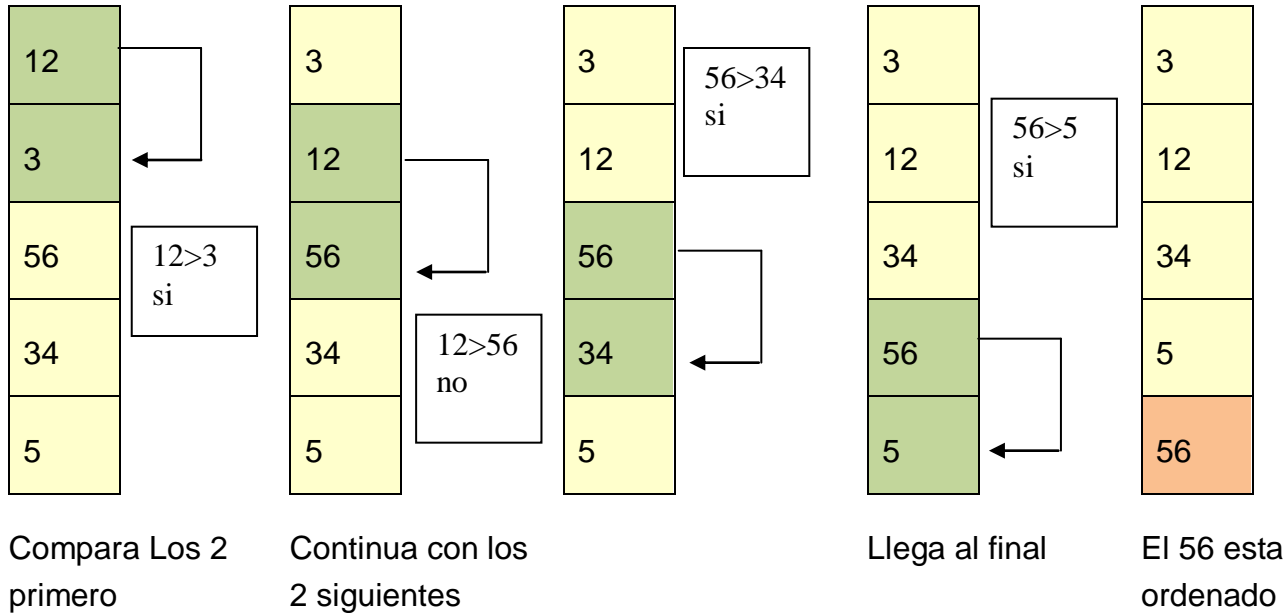 12
3
56
34
5
12>3
si
Compara Los 2
primero
3
12
56
34
5
12>56
no
Continua con los
2 siguientes
3
12
56
34
5
56>34
si
3
12
34
56
5
56>5
si
Llega al final
3
12
34
5
56
El 56 esta
ordenado